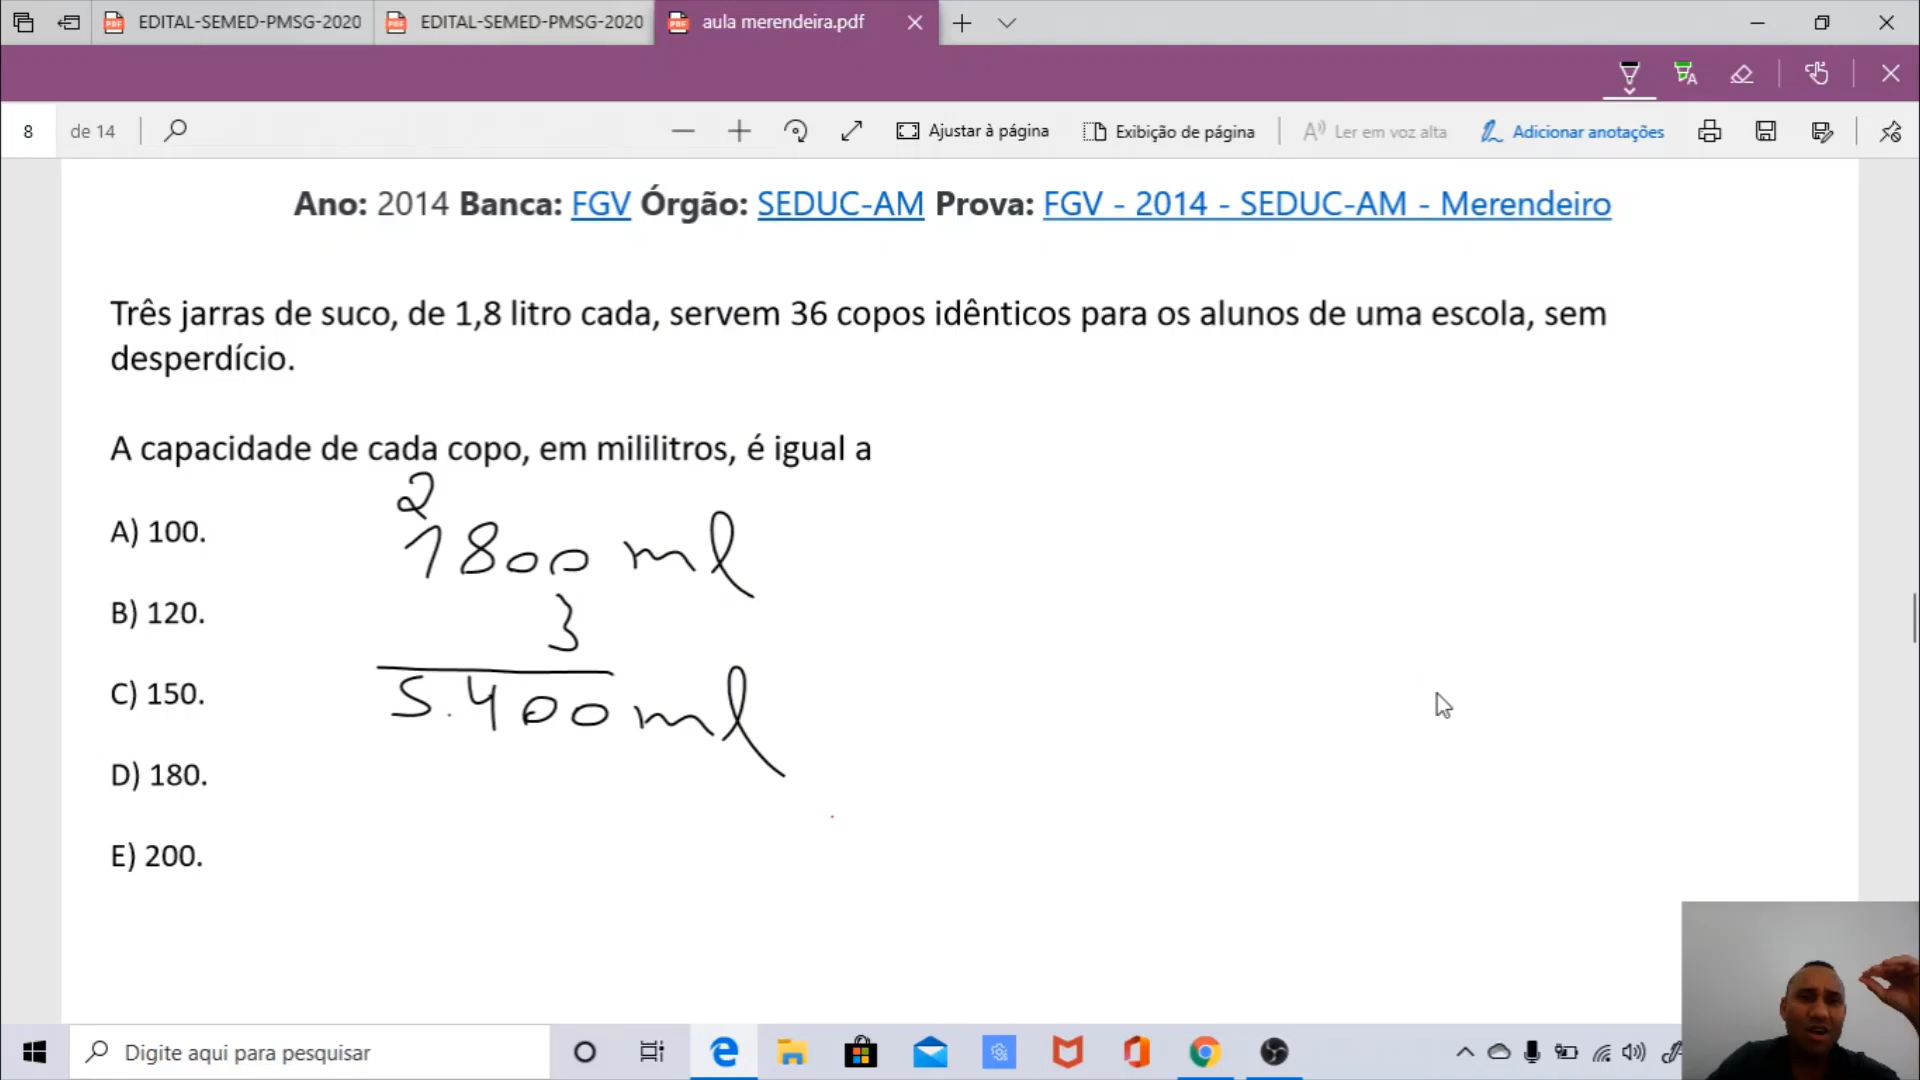 EDITAL-SEMED-PMSG-2020
EDITAL-SEMED-PMSG-2020
aula merendeira.pdf
8 de 14
Ajustar à página
Exibição de página
Ler em voz alta
Adicionar anotações
Ano: 2014 Banca: FGV Órgão: SEDUC-AM Prova: FGV - 2014 - SEDUC-AM - Merendeiro
Três jarras de suco, de 1,8 litro cada, servem 36 copos idênticos para os alunos de uma escola, sem
desperdício.
A capacidade de cada copo, em mililitros, é igual a
A) 100.
B) 120.
C) 150.
D) 180.
E) 200.
2
1800 ml
3
5.400 ml
Digite aqui para pesquisar